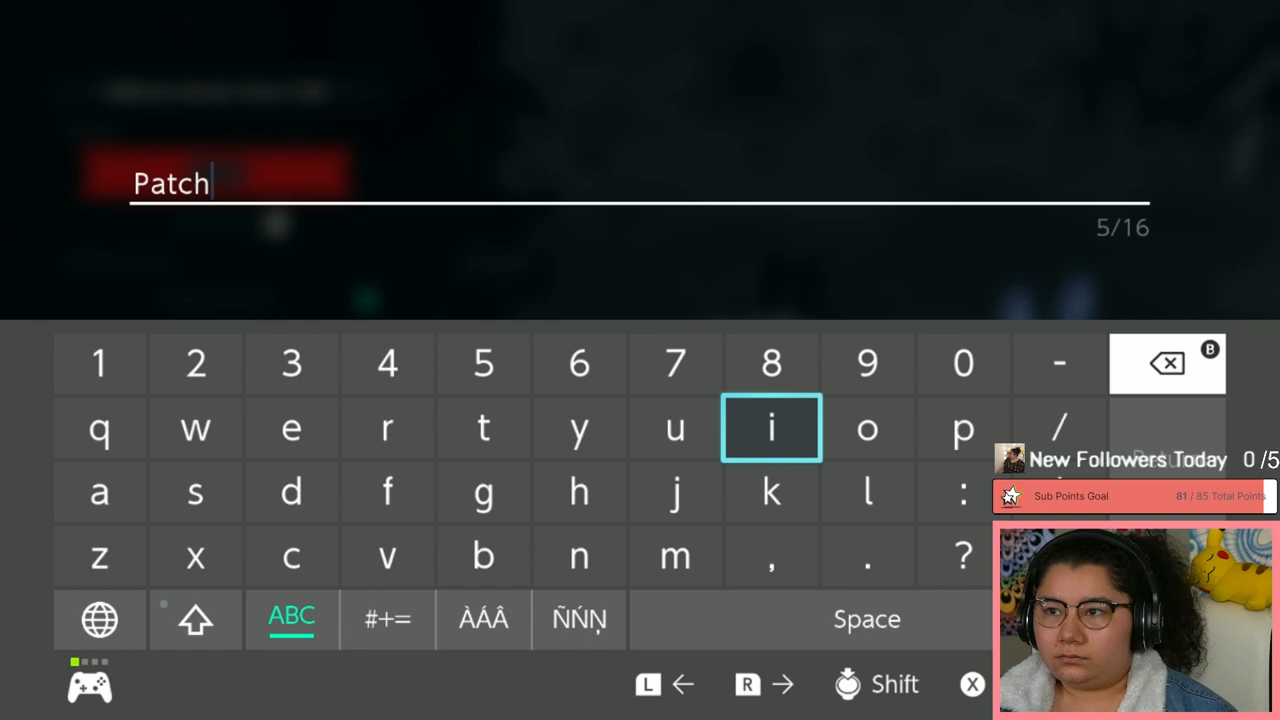 Patch
5/16
1 2 3 4 5 6 7 8 9 0 - B
q w e r t y u i o p /
New Followers Today 0 /5
a s d f g h j k l :
Sub Points Goal 81 / 85 Total Points
z x c v b n m , . ?
ABC #+= ÀÁÂ ÑŃŅ Space
L ← R → Shift X